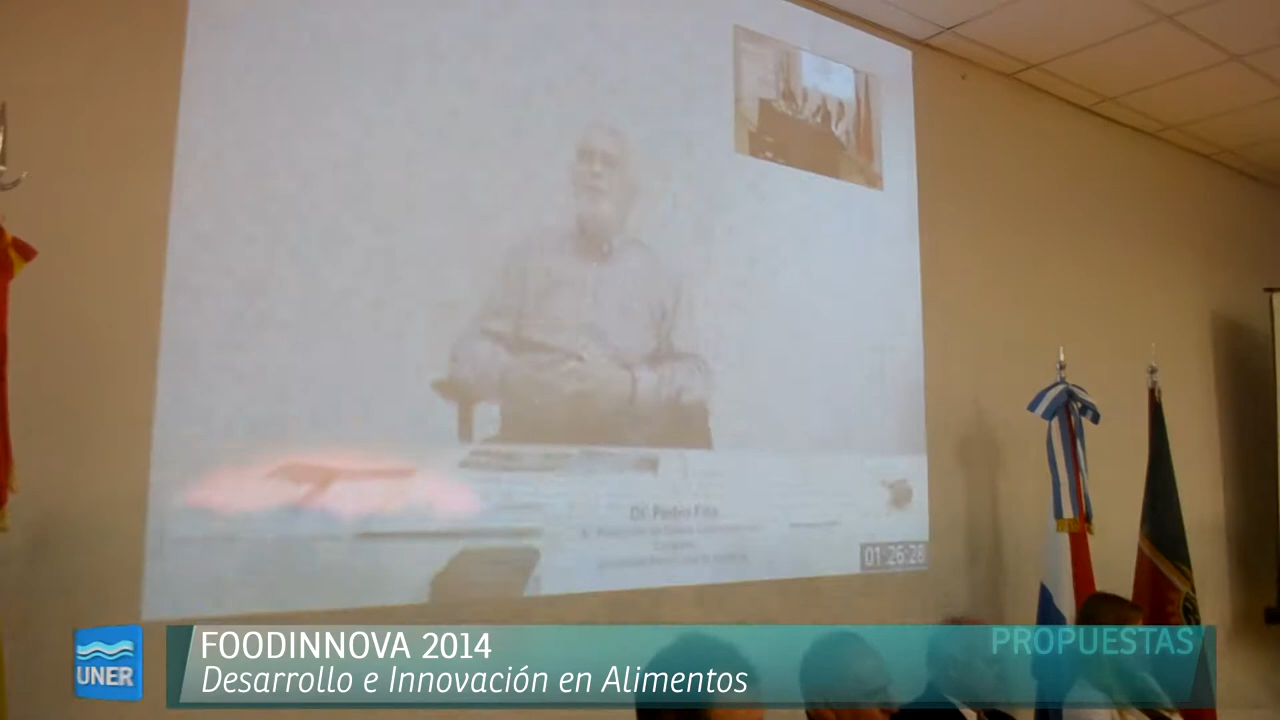 Dr. Pedro Fito
01:26:28
FOODINNOVA 2014
PROPUESTAS
Desarrollo e Innovación en Alimentos
UNER